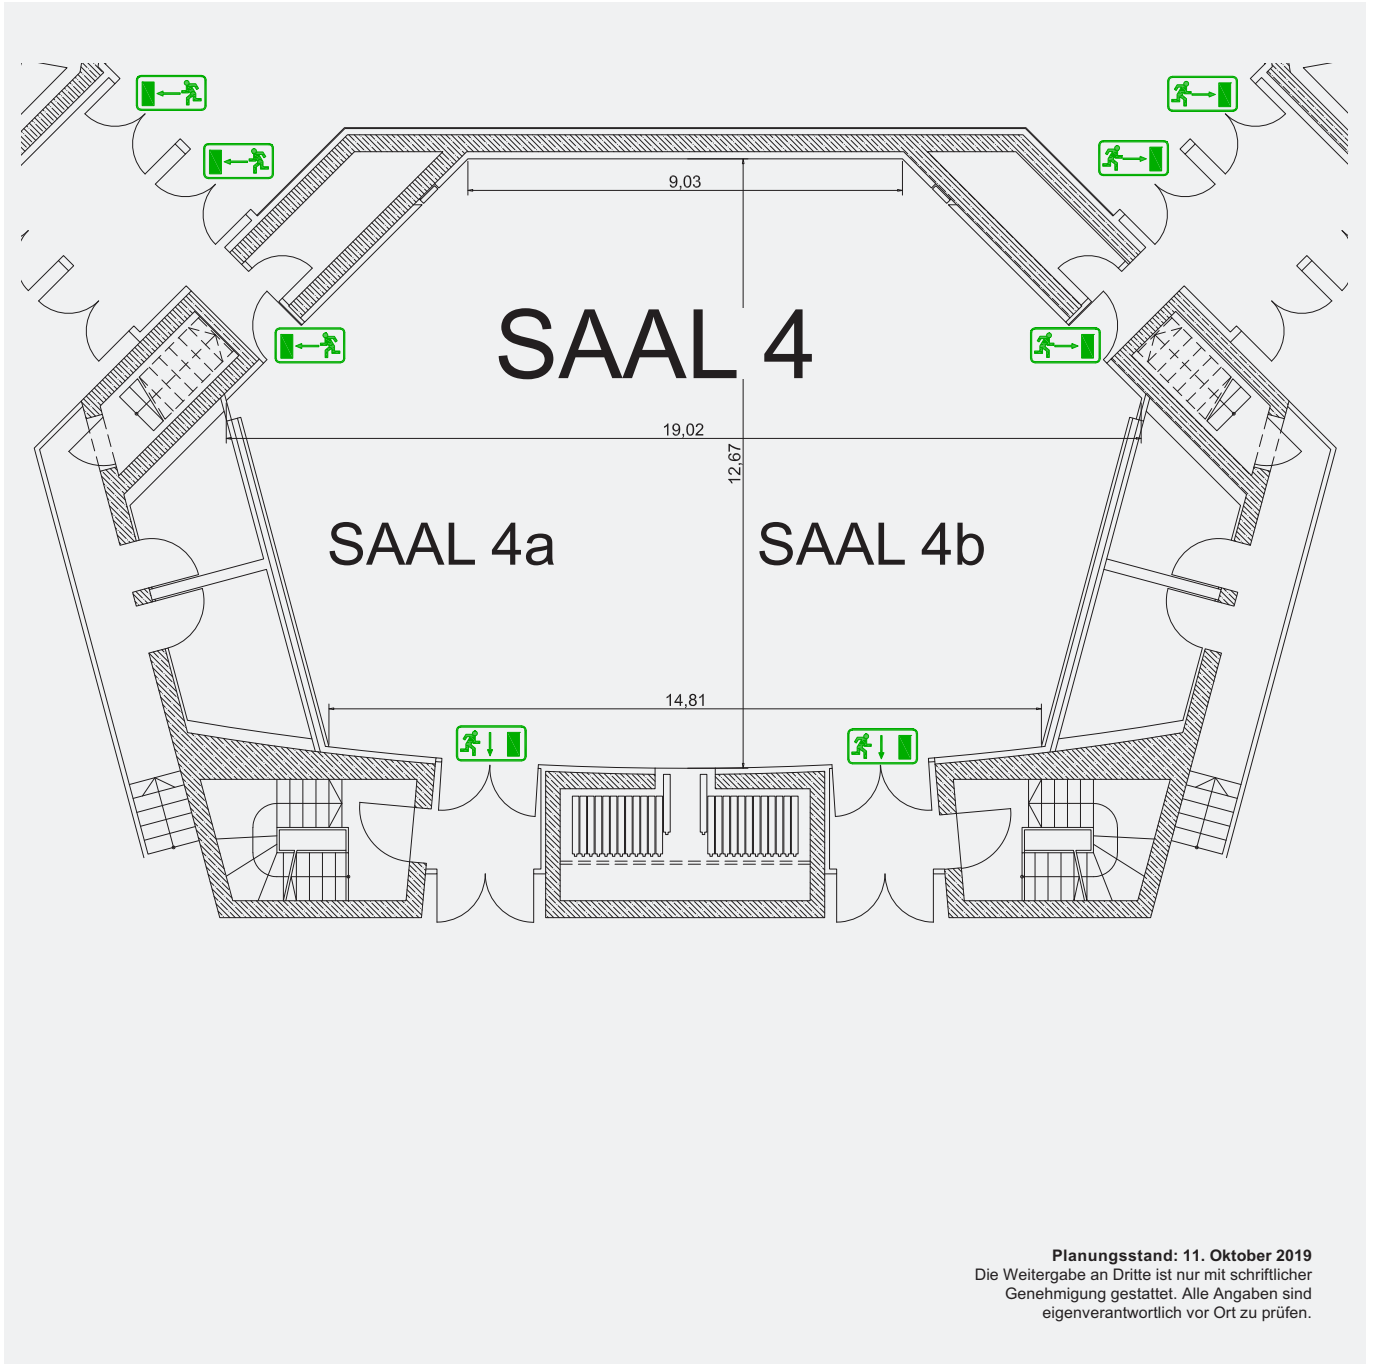 9,03
SAAL 4
19,02
12,67
SAAL 4a
SAAL 4b
14,81
Planungsstand: 11. Oktober 2019
Die Weitergabe an Dritte ist nur mit schriftlicher
Genehmigung gestattet. Alle Angaben sind
eigenverantwortlich vor Ort zu prüfen.